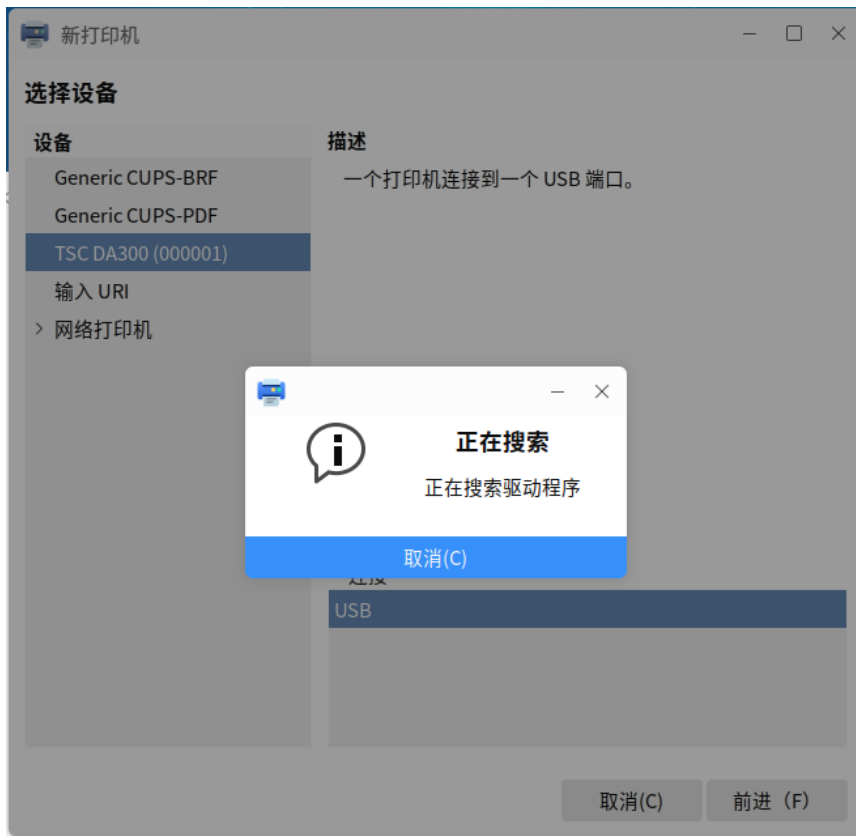 新打印机
选择设备
设备
描述
Generic CUPS-BRF
一个打印机连接到一个 USB 端口。
Generic CUPS-PDF
TSC DA300 (000001)
输入 URI
网络打印机
正在搜索
正在搜索驱动程序
取消(C)
连接
USB
取消(C)
前进（F）